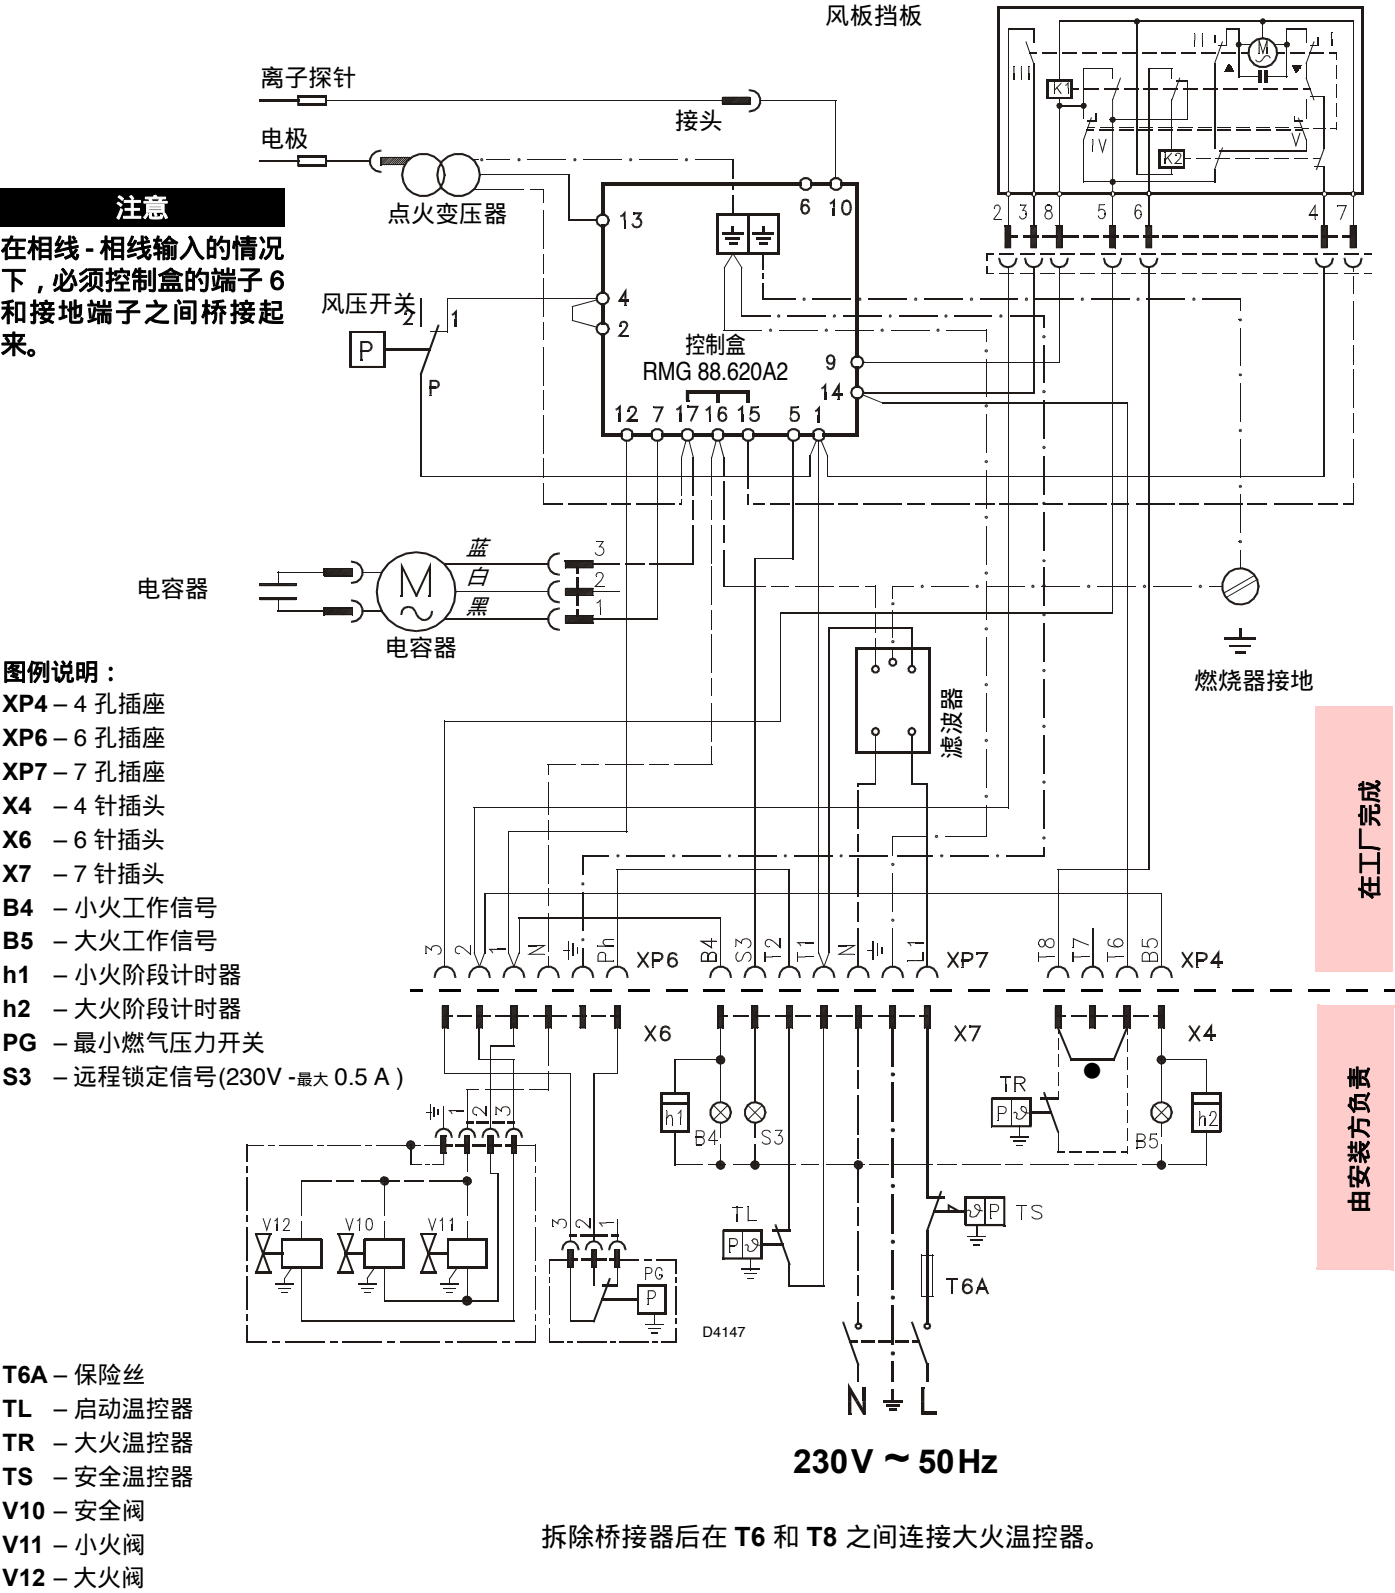 风板挡板
离子探针
接头
电极
点火变压器
M
II
I
III
K1
IV
V
K2
2 3 8 5 6 4 7
注意
在相线 - 相线输入的情况
下，必须控制盒的端子 6
和接地端子之间桥接起
来。
6 10
13
4
2
风压开关
2 1
P
P
控制盒
RMG 88.620A2
9
14
12 7 17 16 15 5 1
电容器
M
蓝
白
黑
3
2
1
电容器
滤波器
燃烧器接地
图例说明：
XP4 – 4 孔插座
XP6 – 6 孔插座
XP7 – 7 孔插座
X4 – 4 针插头
X6 – 6 针插头
X7 – 7 针插头
B4 – 小火工作信号
B5 – 大火工作信号
h1 – 小火阶段计时器
h2 – 大火阶段计时器
PG – 最小燃气压力开关
S3 – 远程锁定信号(230V -最大 0.5 A )
在工厂完成
3 2 1 N Ph XP6
B4 S3 T2 T1 N L1 XP7
T8 T7 T6 B5 XP4
X6
X7
X4
由安装方负责
h1
B4
S3
TR
P ϑ
B5
h2
1 2 3
V12
V10
V11
3 2 1
PG
P
TL
P ϑ
ϑ P
TS
T6A
D4147
N L
230V ~ 50Hz
T6A – 保险丝
TL – 启动温控器
TR – 大火温控器
TS – 安全温控器
V10 – 安全阀
V11 – 小火阀
V12 – 大火阀
拆除桥接器后在 T6 和 T8 之间连接大火温控器。